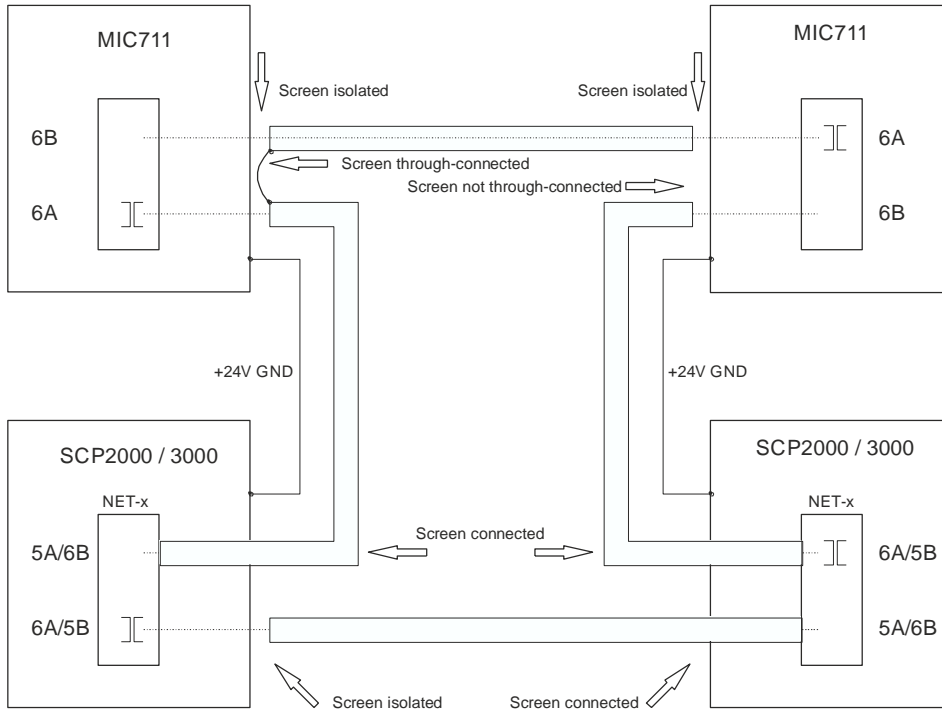 MIC711
MIC711
Screen isolated
Screen isolated
6B
6A
Screen through-connected
Screen not through-connected
6A
6B
+24V GND
+24V GND
SCP2000 / 3000
SCP2000 / 3000
NET-x
NET-x
Screen connected
5A/6B
6A/5B
6A/5B
5A/6B
Screen isolated
Screen connected